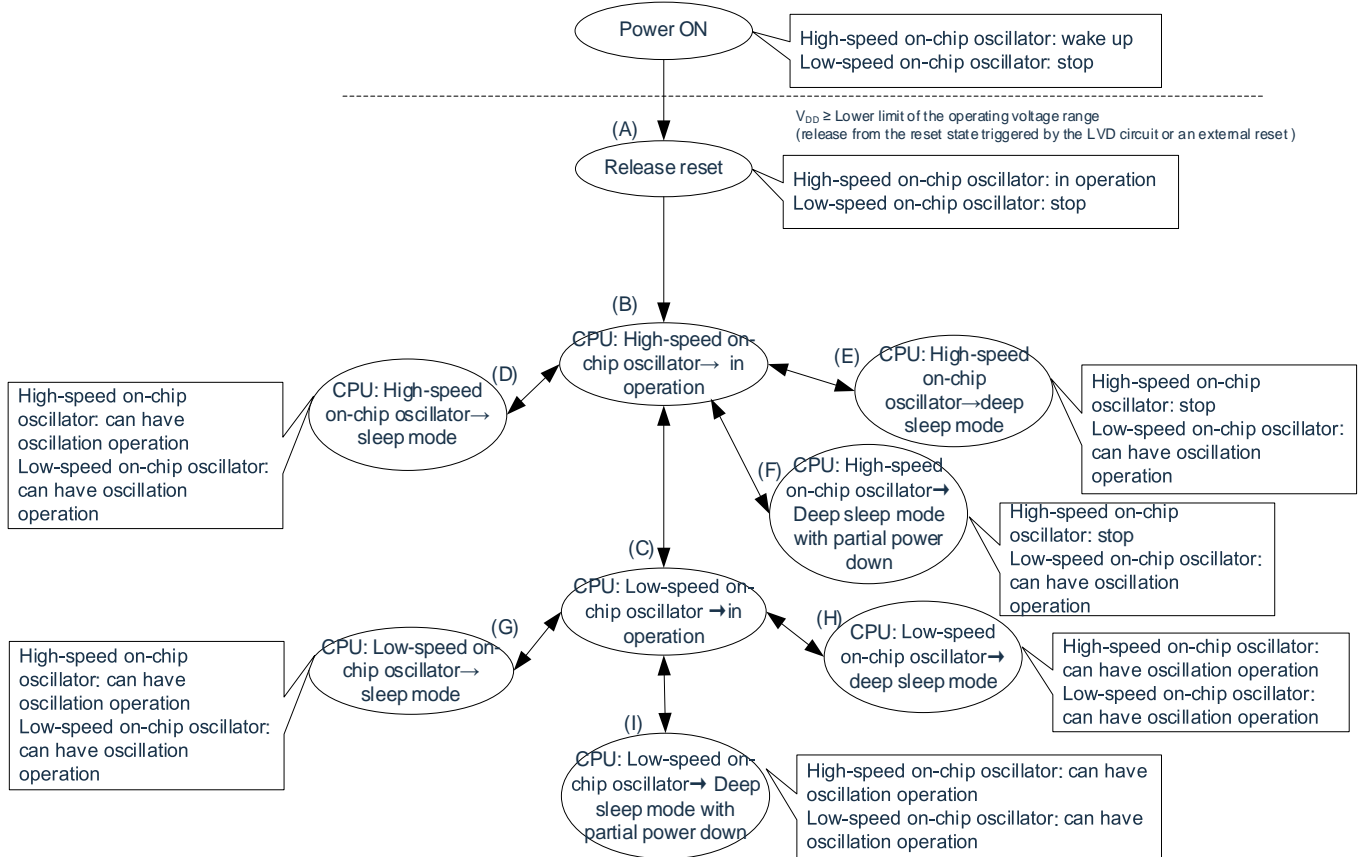 Power ON
High-speed on-chip oscillator: wake up
Low-speed on-chip oscillator: stop
V_DD ≥ Lower limit of the operating voltage range
(release from the reset state triggered by the LVD circuit or an external reset )
(A)
Release reset
High-speed on-chip oscillator: in operation
Low-speed on-chip oscillator: stop
(B)
CPU: High-speed on-
chip oscillator→ in
operation
(D)
CPU: High-speed
on-chip oscillator→
sleep mode
High-speed on-chip
oscillator: can have
oscillation operation
Low-speed on-chip oscillator:
can have oscillation
operation
(E)
CPU: High-speed
on-chip
oscillator→deep
sleep mode
High-speed on-chip
oscillator: stop
Low-speed on-chip oscillator:
can have oscillation
operation
(F)
CPU: High-speed
on-chip oscillator→
Deep sleep mode
with partial power
down
High-speed on-chip
oscillator: stop
Low-speed on-chip oscillator:
can have oscillation
operation
(C)
CPU: Low-speed on-
chip oscillator →in
operation
(G)
CPU: Low-speed on-
chip oscillator→
sleep mode
High-speed on-chip
oscillator: can have
oscillation operation
Low-speed on-chip oscillator:
can have oscillation
operation
(H)
CPU: Low-speed
on-chip oscillator→
deep sleep mode
High-speed on-chip oscillator:
can have oscillation operation
Low-speed on-chip oscillator:
can have oscillation operation
(I)
CPU: Low-speed on-
chip oscillator→ Deep
sleep mode with
partial power down
High-speed on-chip oscillator: can have
oscillation operation
Low-speed on-chip oscillator: can have
oscillation operation